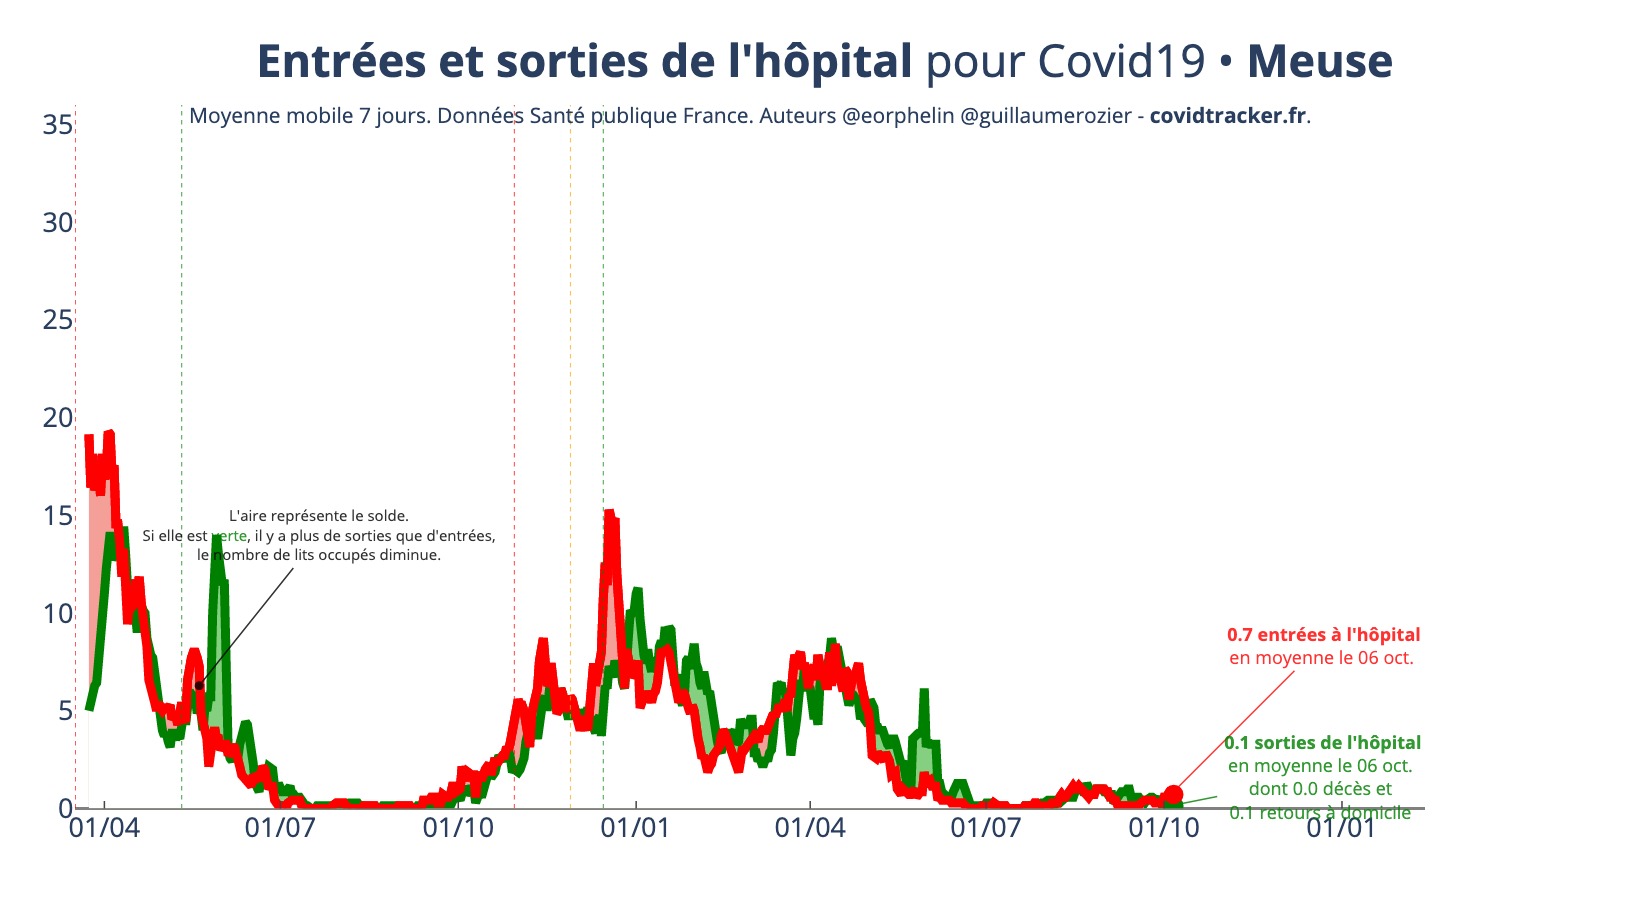 Entrées et sorties de l'hôpital pour Covid19 • Meuse
Moyenne mobile 7 jours. Données Santé publique France. Auteurs @eorphelin @guillaumerozier - covidtracker.fr.
35
30
25
20
15
10
5
0
L'aire représente le solde.
Si elle est verte, il y a plus de sorties que d'entrées,
le nombre de lits occupés diminue.
0.7 entrées à l'hôpital
en moyenne le 06 oct.
0.1 sorties de l'hôpital
en moyenne le 06 oct.
dont 0.0 décès et
0.1 retours à domicile
01/04 01/07 01/10 01/01 01/04 01/07 01/10 01/01